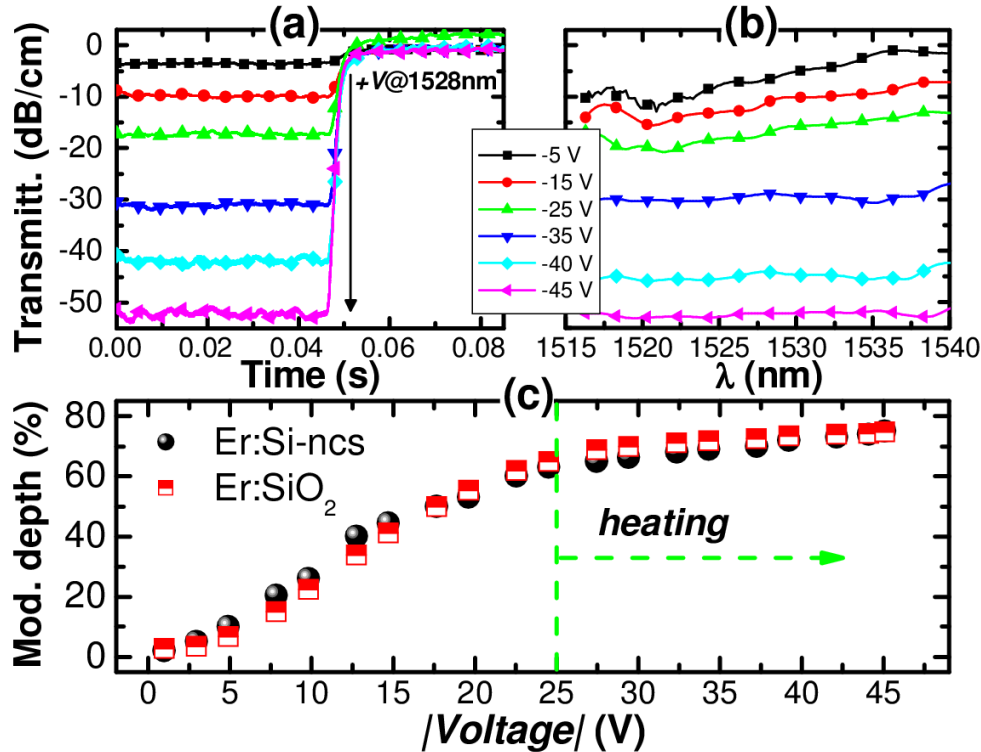 (a)
(b)
Transmitt. (dB/cm)
0
-10
-20
-30
-40
-50
+V@1528nm
-5 V
-15 V
-25 V
-35 V
-40 V
-45 V
0.00 0.02 0.04 0.06 0.08
1515 1520 1525 1530 1535 1540
Time (s)
λ (nm)
(c)
Mod. depth (%)
80
60
40
20
0
Er:Si-ncs
Er:SiO2
heating
0 5 10 15 20 25 30 35 40 45
|Voltage| (V)